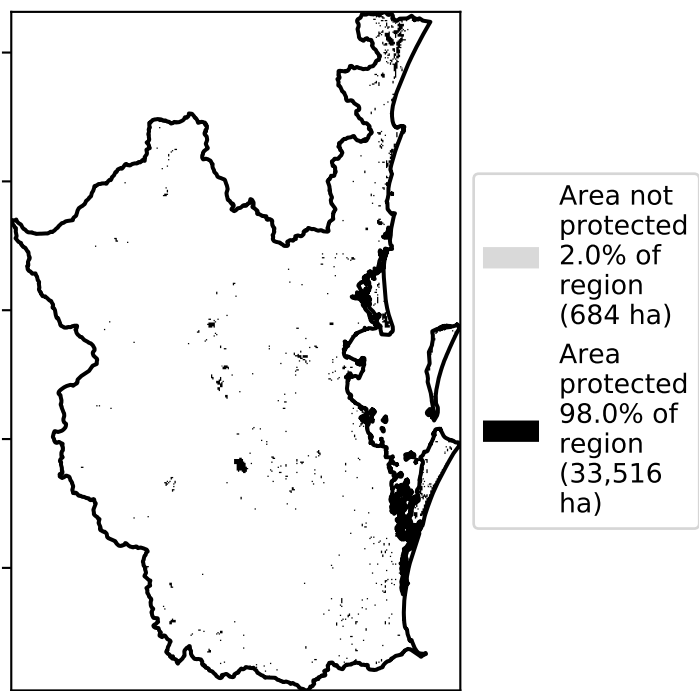 Area not
protected
2.0% of
region
(684 ha)
Area
protected
98.0% of
region
(33,516
ha)